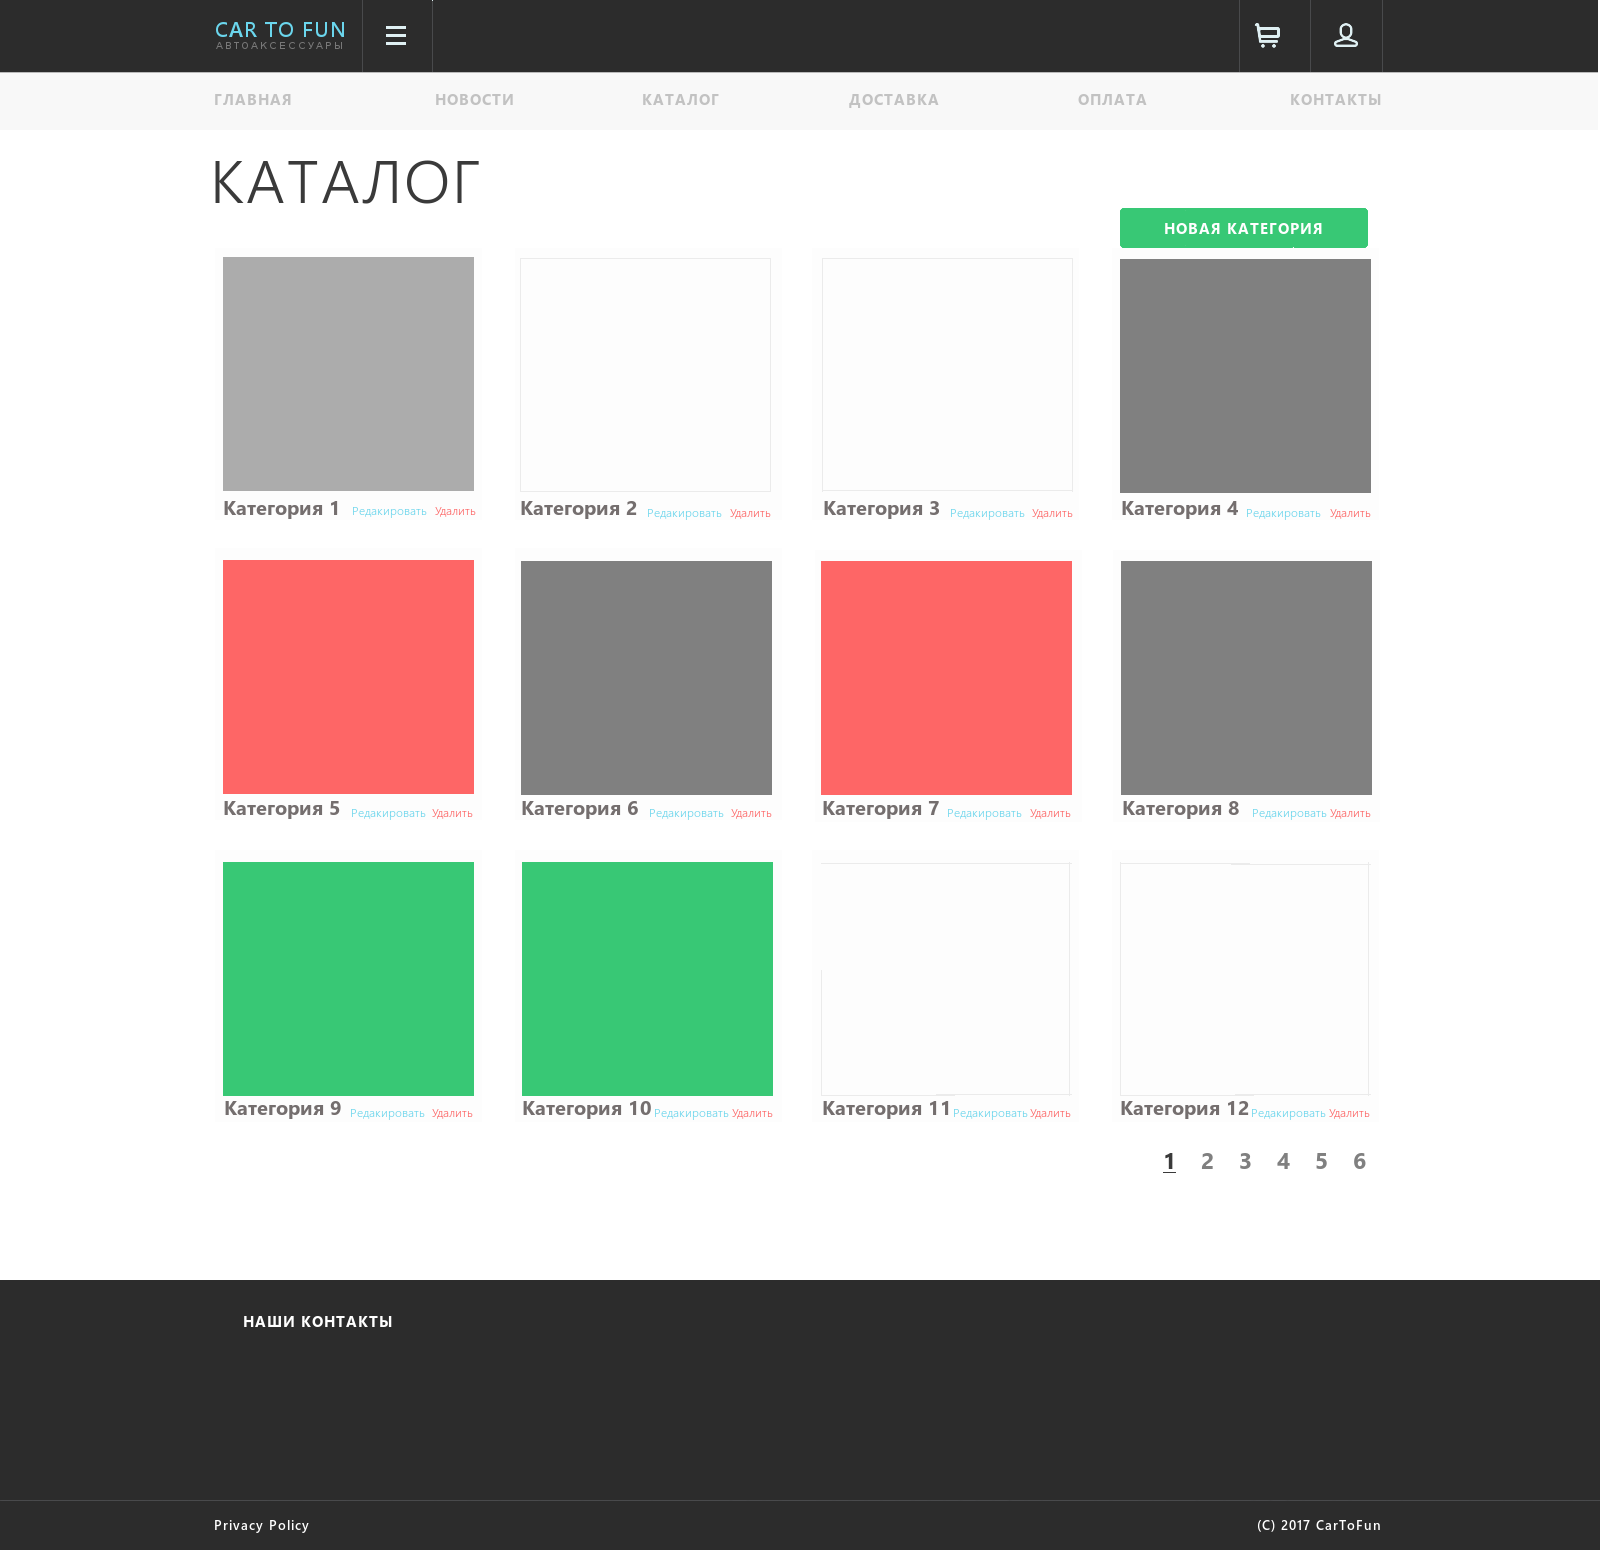 CAR TO FUN
АВТОАКСЕССУАРЫ
ГЛАВНАЯ НОВОСТИ КАТАЛОГ ДОСТАВКА ОПЛАТА КОНТАКТЫ
КАТАЛОГ
НОВАЯ КАТЕГОРИЯ
Категория 1 Редакировать Удалить Категория 2 Редакировать Удалить Категория 3 Редакировать Удалить Категория 4 Редакировать Удалить
Категория 5 Редакировать Удалить Категория 6 Редакировать Удалить Категория 7 Редакировать Удалить Категория 8 Редакировать Удалить
Категория 9 Редакировать Удалить Категория 10 Редакировать Удалить Категория 11 Редакировать Удалить Категория 12 Редакировать Удалить
1 2 3 4 5 6
НАШИ КОНТАКТЫ
Privacy Policy (C) 2017 CarToFun